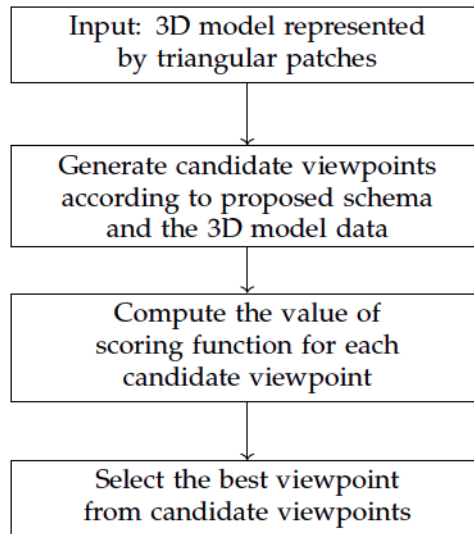 Input: 3D model represented
by triangular patches
Generate candidate viewpoints
according to proposed schema
and the 3D model data
Compute the value of
scoring function for each
candidate viewpoint
Select the best viewpoint
from candidate viewpoints